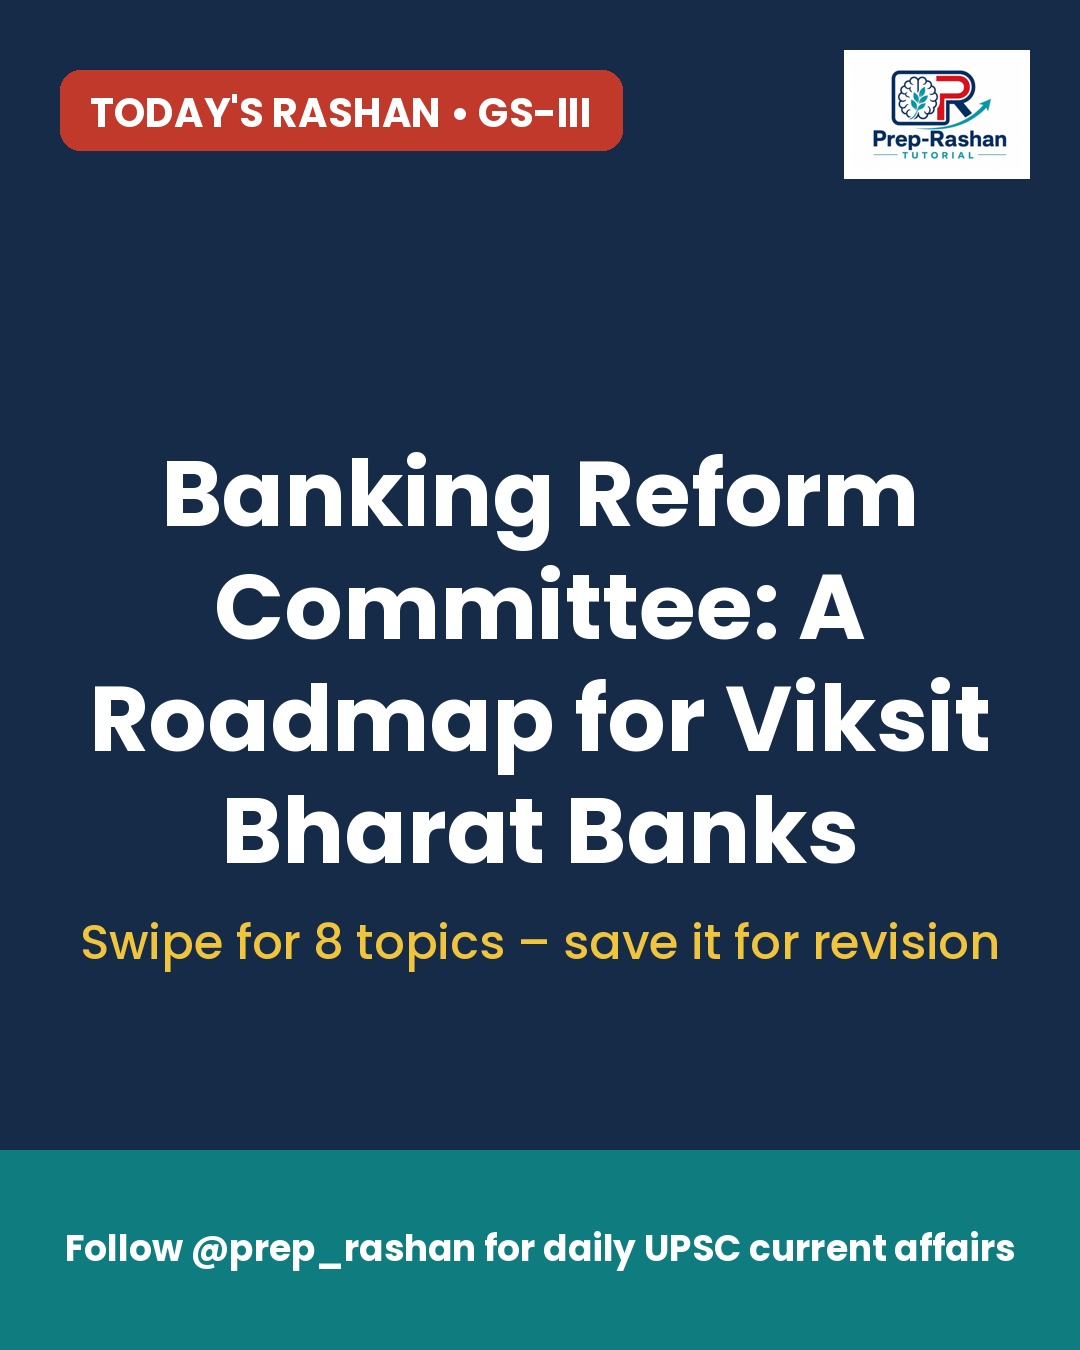 TODAY'S RASHAN • GS-III
Prep-Rashan
TUTORIAL
Banking Reform
Committee: A
Roadmap for Viksit
Bharat Banks
Swipe for 8 topics – save it for revision
Follow @prep_rashan for daily UPSC current affairs